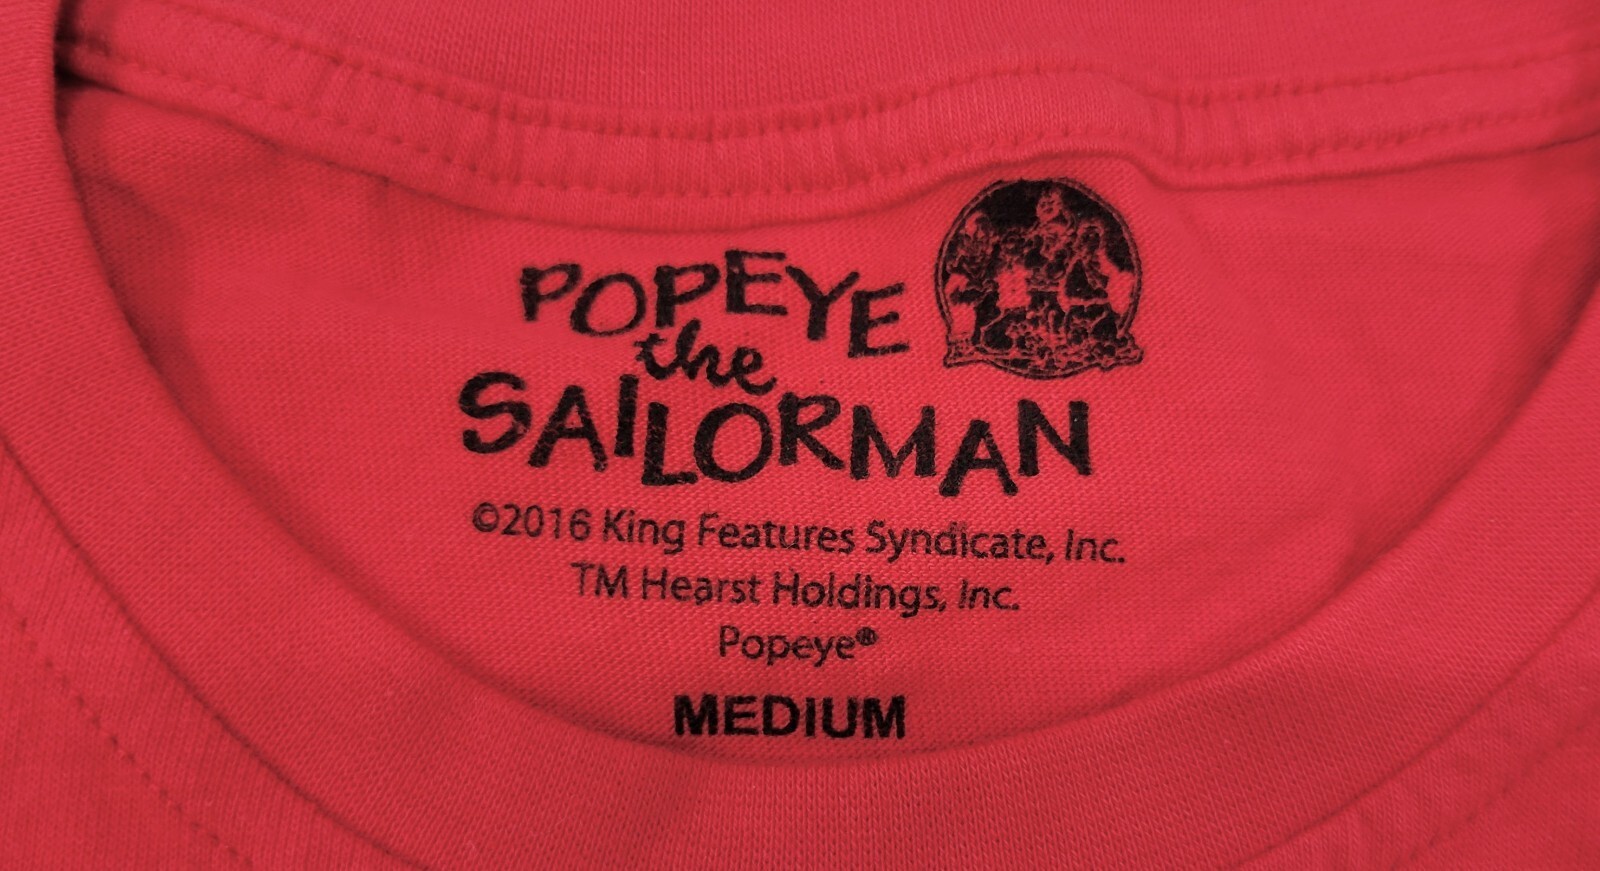 POPEYE
the
SAILORMAN
©2016 King Features Syndicate, Inc.
TM Hearst Holdings, Inc.
Popeye®
MEDIUM